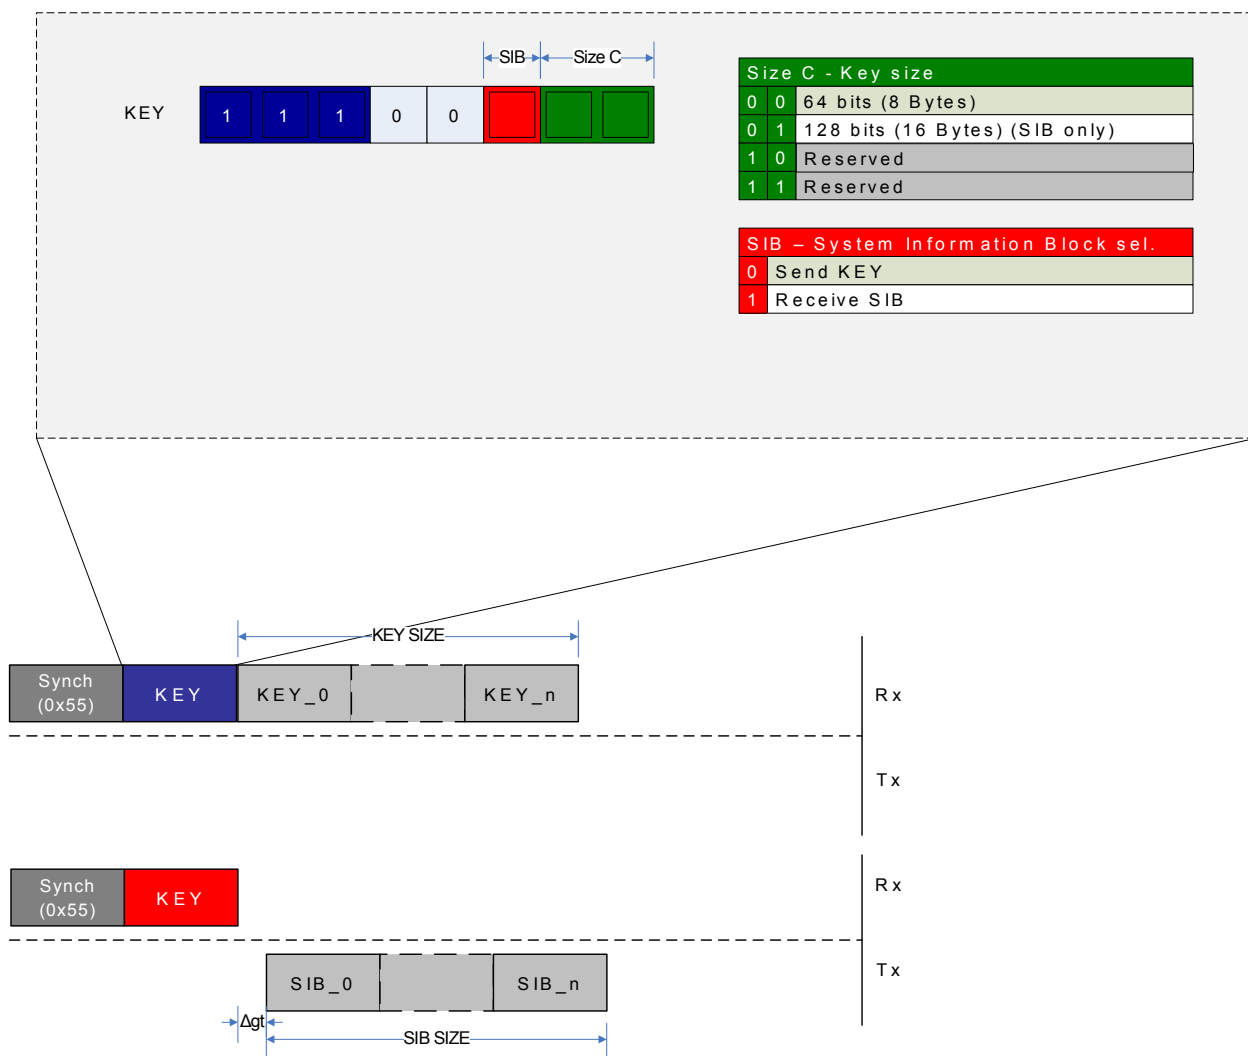 SIB Size C
KEY 1 1 1 0 0
Size C - Key size
0 0 64 bits (8 Bytes)
0 1 128 bits (16 Bytes) (SIB only)
1 0 Reserved
1 1 Reserved
SIB – System Information Block sel.
0 Send KEY
1 Receive SIB
KEY SIZE
Synch
(0x55)
KEY
KEY_0
KEY_n
Rx
Tx
Synch
(0x55)
KEY
Rx
SIB_0
SIB_n
Tx
Δgt
SIB SIZE